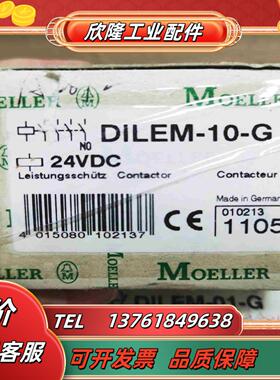 欣隆工业配件
MOELLER
MOELLER
DILEM-10-G
NO
24VDC
Leistungsschütz Contactor Contacteur
Made in Germany
4 015080 102137
CE
010213
1105
MOELLER
DILEM-01-G
价
客服
TEL 13761849638
可开发票 品质保障